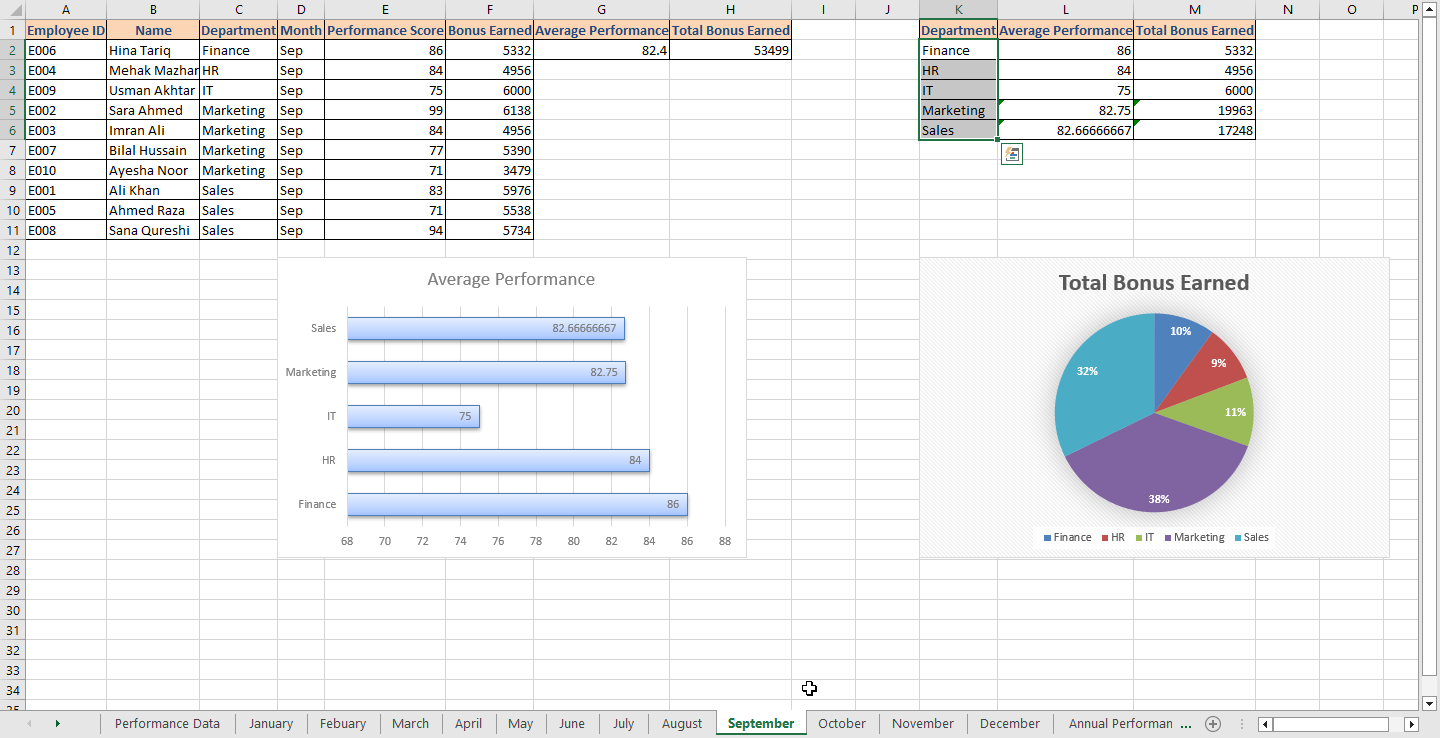 A B C D E F G H I J K L M N O P
1 Employee ID Name Department Month Performance Score Bonus Earned Average Performance Total Bonus Earned Department Average Performance Total Bonus Earned
2 E006 Hina Tariq Finance Sep 86 5332 82.4 53499 Finance 86 5332
3 E004 Mehak Mazhar HR Sep 84 4956 HR 84 4956
4 E009 Usman Akhtar IT Sep 75 6000 IT 75 6000
5 E002 Sara Ahmed Marketing Sep 99 6138 Marketing 82.75 19963
6 E003 Imran Ali Marketing Sep 84 4956 Sales 82.66666667 17248
7 E007 Bilal Hussain Marketing Sep 77 5390
8 E010 Ayesha Noor Marketing Sep 71 3479
9 E001 Ali Khan Sales Sep 83 5976
10 E005 Ahmed Raza Sales Sep 71 5538
11 E008 Sana Qureshi Sales Sep 94 5734
12
13
14
15
16
17
18
19
20
21
22
23
24
25
26
27
28
29
30
31
32
33
34
35
Average Performance
Sales 82.66666667
Marketing 82.75
IT 75
HR 84
Finance 86
68 70 72 74 76 78 80 82 84 86 88
Total Bonus Earned
10%
9%
32%
11%
38%
Finance HR IT Marketing Sales
Performance Data January Febuary March April May June July August September October November December Annual Performan ...